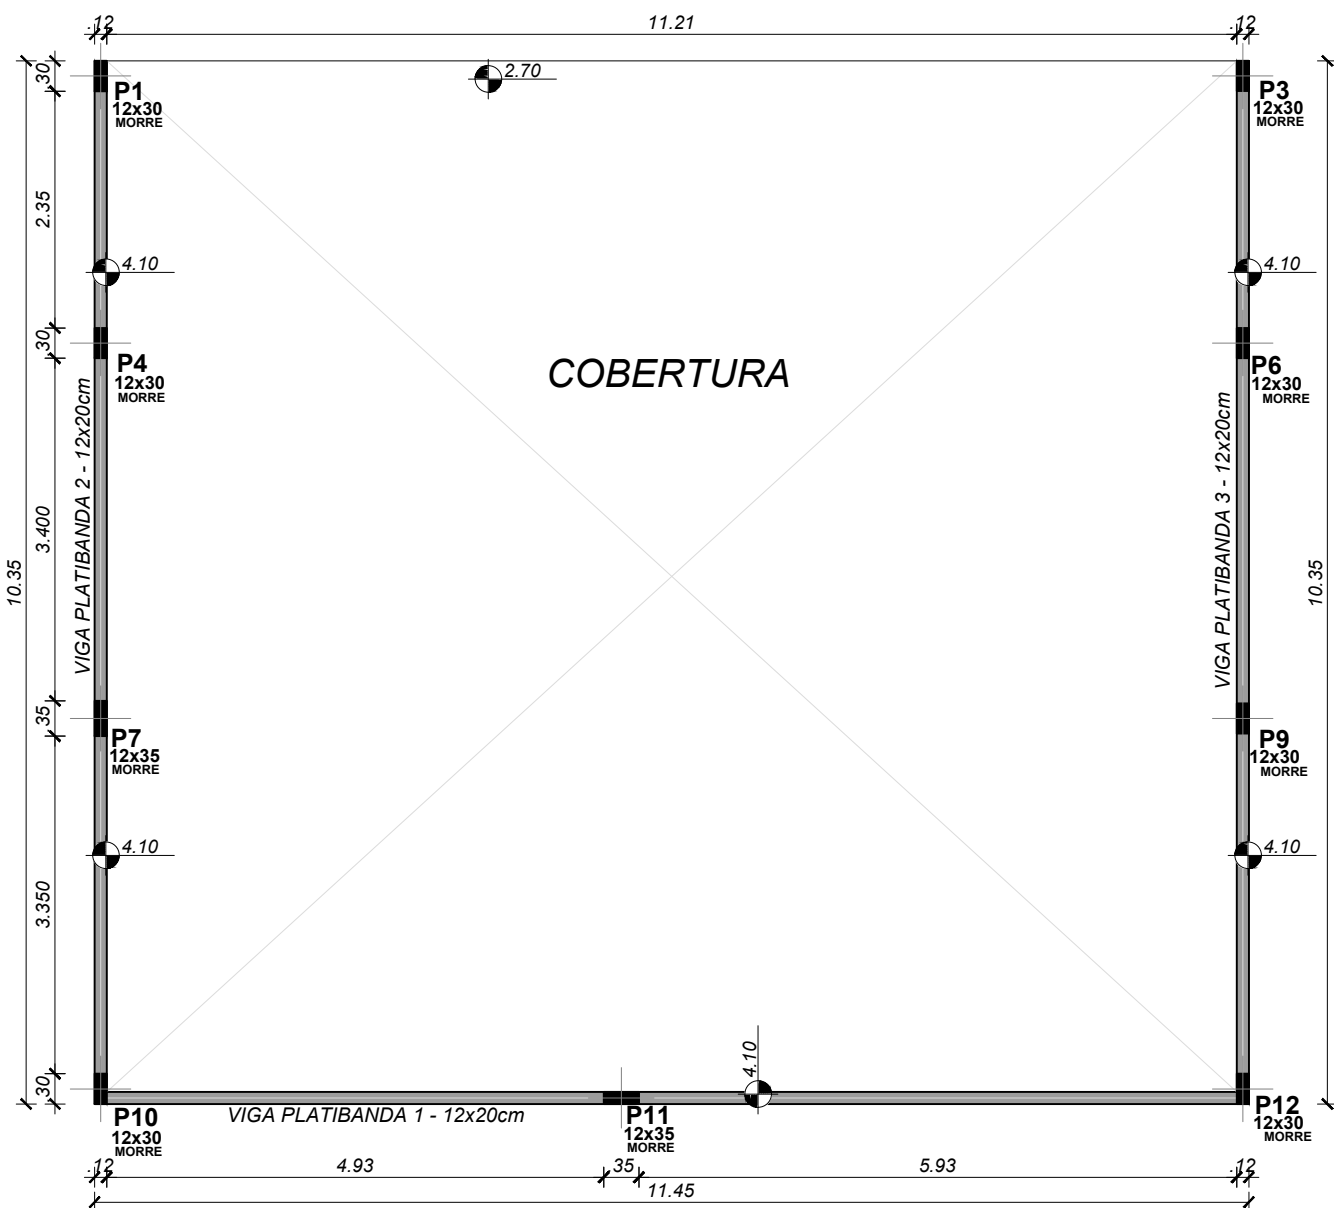 .12
11.21
.12
30
2.70
P1
12x30
MORRE
P3
12x30
MORRE
2.35
4.10
4.10
30
P4
12x30
MORRE
COBERTURA
P6
12x30
MORRE
VIGA PLATIBANDA 2 - 12x20cm
VIGA PLATIBANDA 3 - 12x20cm
3.400
10.35
10.35
35
P7
12x35
MORRE
P9
12x30
MORRE
4.10
4.10
3.350
4.10
30
P10
12x30
MORRE
VIGA PLATIBANDA 1 - 12x20cm
P11
12x35
MORRE
P12
12x30
MORRE
.12
4.93
35
5.93
.12
11.45